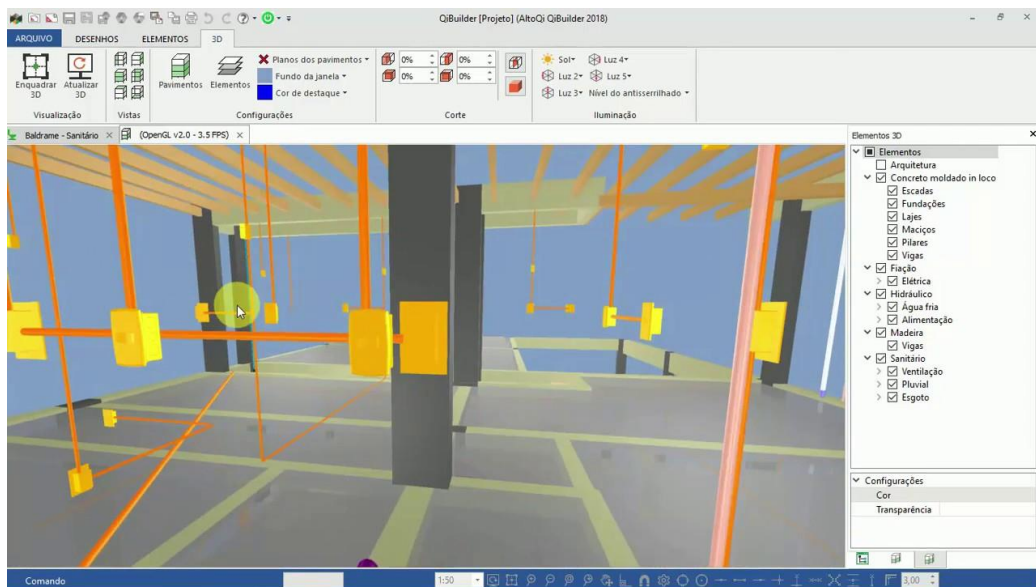 QiBuilder [Projeto] (AltoQi QiBuilder 2018)
ARQUIVO DESENHOS ELEMENTOS 3D
Enquadrar 3D
Atualizar 3D
Visualização
Vistas
Pavimentos
Elementos
Planos dos pavimentos
Fundo da janela
Cor de destaque
Configurações
0% 0%
0% 0%
Corte
Sol Luz 4
Luz 2 Luz 5
Luz 3 Nível do antisserrilhado
Iluminação
Baldrame - Sanitário (OpenGL v2.0 - 3.5 FPS)
Elementos 3D
Elementos
Arquitetura
Concreto moldado in loco
Escadas
Fundações
Lajes
Maciços
Pilares
Vigas
Fiação
Elétrica
Hidráulico
Água fria
Alimentação
Madeira
Vigas
Sanitário
Ventilação
Pluvial
Esgoto
Configurações
Cor
Transparência
Comando 1:50 3,00